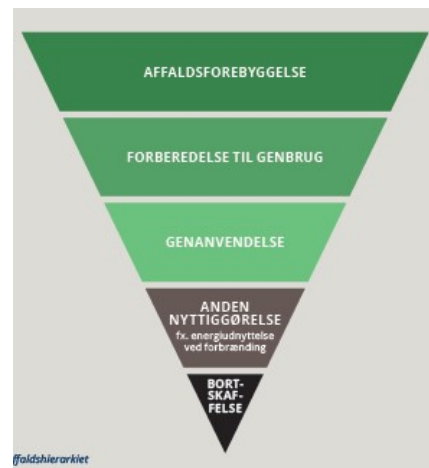 AFFALDSFOREBYGGELSE
FORBEREDELSE TIL GENBRUG
GENANVENDELSE
ANDEN
NYTTIGGØRELSE
fx. energiudnyttelse
ved forbrænding
BORT-
SKAF-
FELSE
ffaldshierarkiet